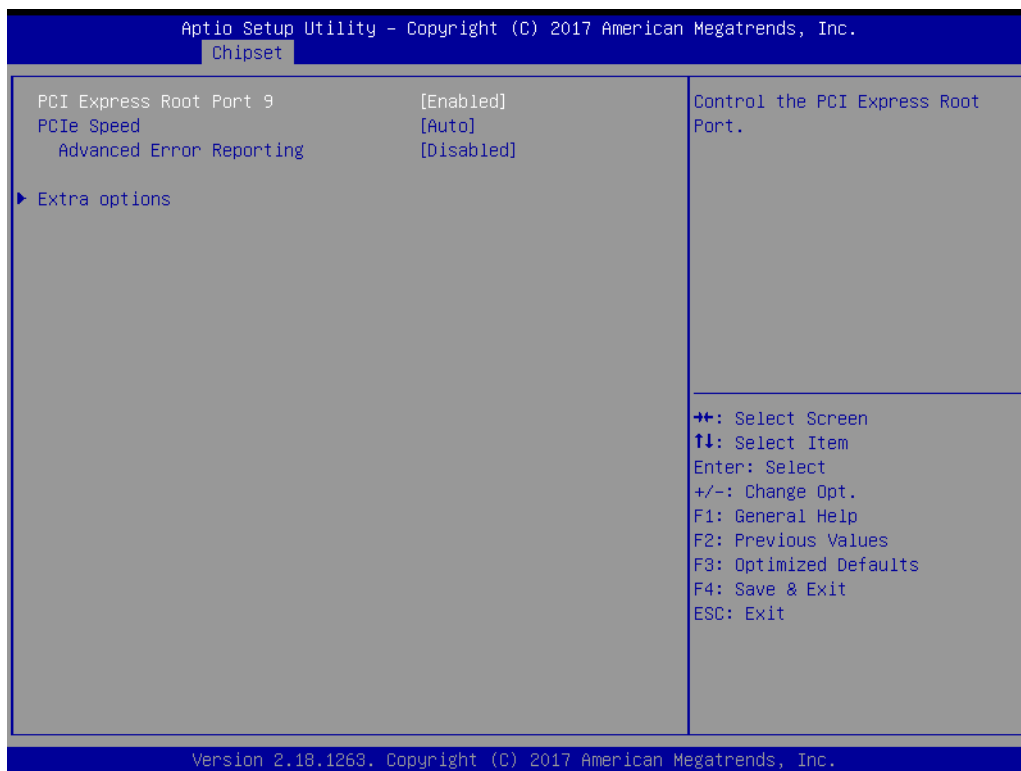 Aptio Setup Utility – Copyright (C) 2017 American Megatrends, Inc.
Chipset
PCI Express Root Port 9 [Enabled]
PCIe Speed [Auto]
Advanced Error Reporting [Disabled]
▶ Extra options
Control the PCI Express Root
Port.
→←: Select Screen
↑↓: Select Item
Enter: Select
+/-: Change Opt.
F1: General Help
F2: Previous Values
F3: Optimized Defaults
F4: Save & Exit
ESC: Exit
Version 2.18.1263. Copyright (C) 2017 American Megatrends, Inc.